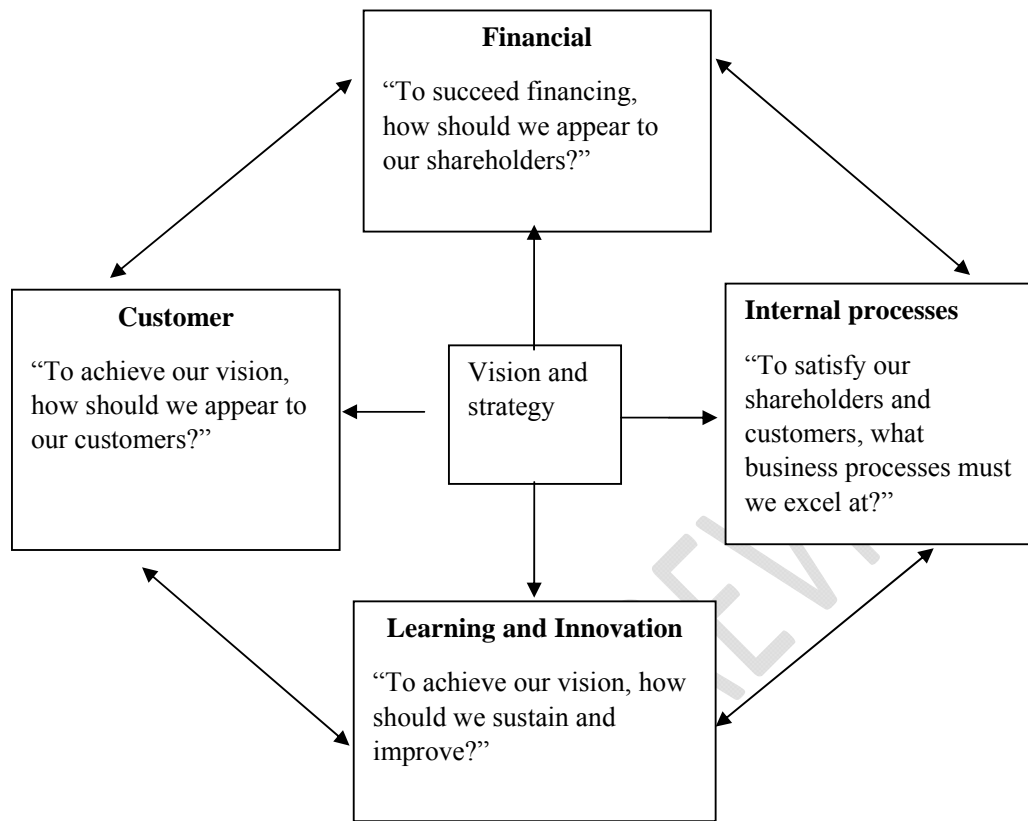 Financial
“To succeed financing,
how should we appear to
our shareholders?”
Customer
“To achieve our vision,
how should we appear to
our customers?”
Vision and
strategy
Internal processes
“To satisfy our
shareholders and
customers, what
business processes must
we excel at?”
Learning and Innovation
“To achieve our vision, how
should we sustain and
improve?”